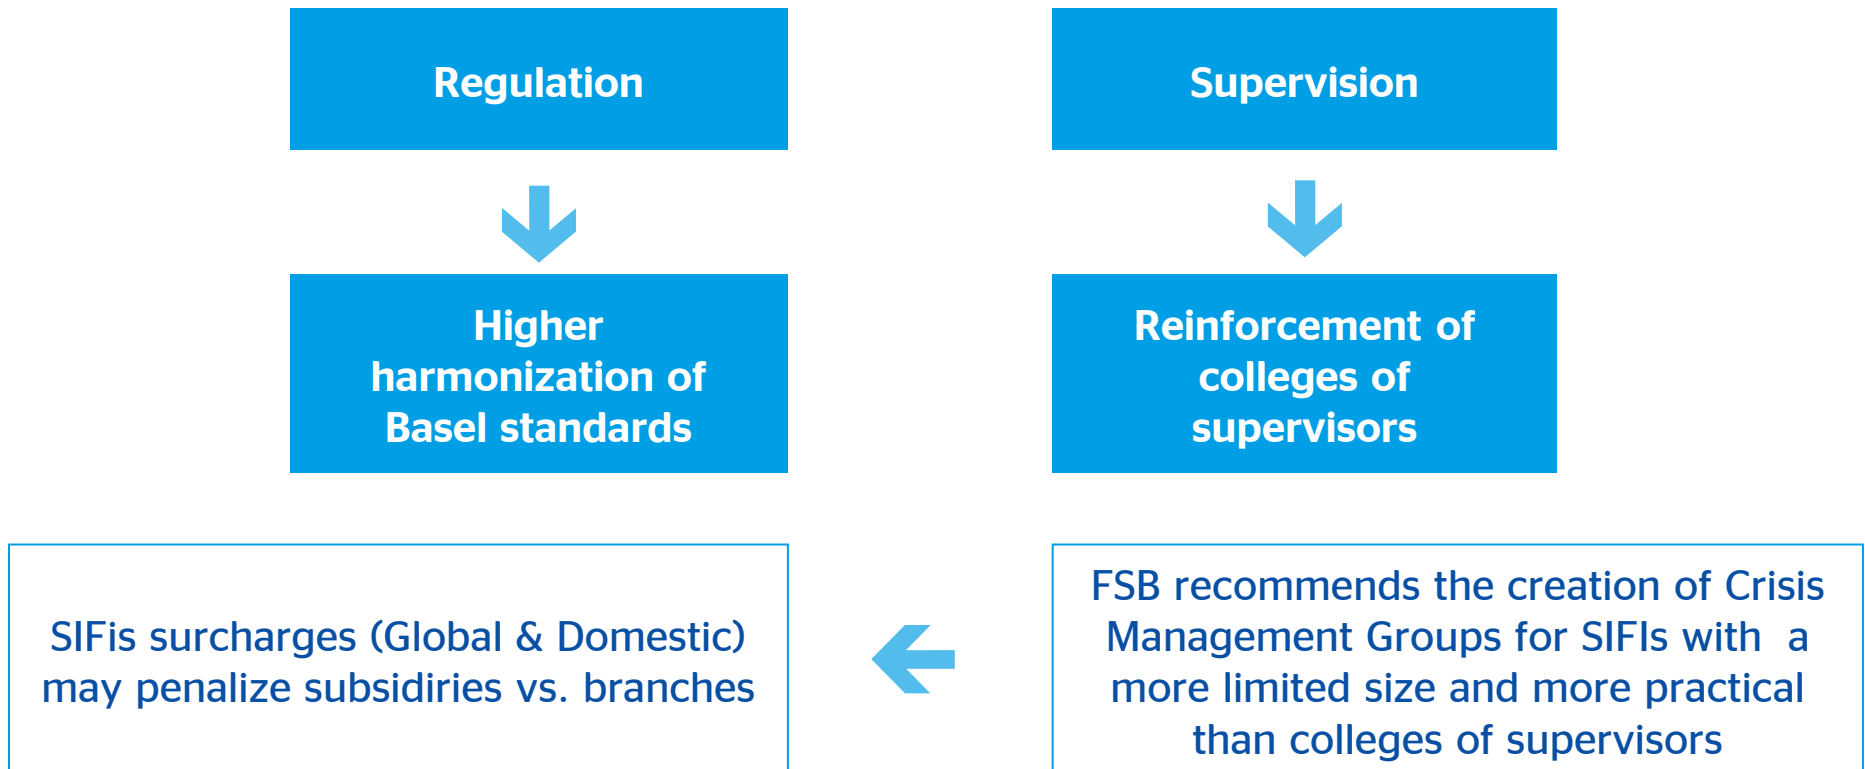 Regulation
Supervision
Higher
harmonization of
Basel standards
Reinforcement of
colleges of
supervisors
SIFis surcharges (Global & Domestic)
may penalize subsidiries vs. branches
FSB recommends the creation of Crisis
Management Groups for SIFIs with a
more limited size and more practical
than colleges of supervisors